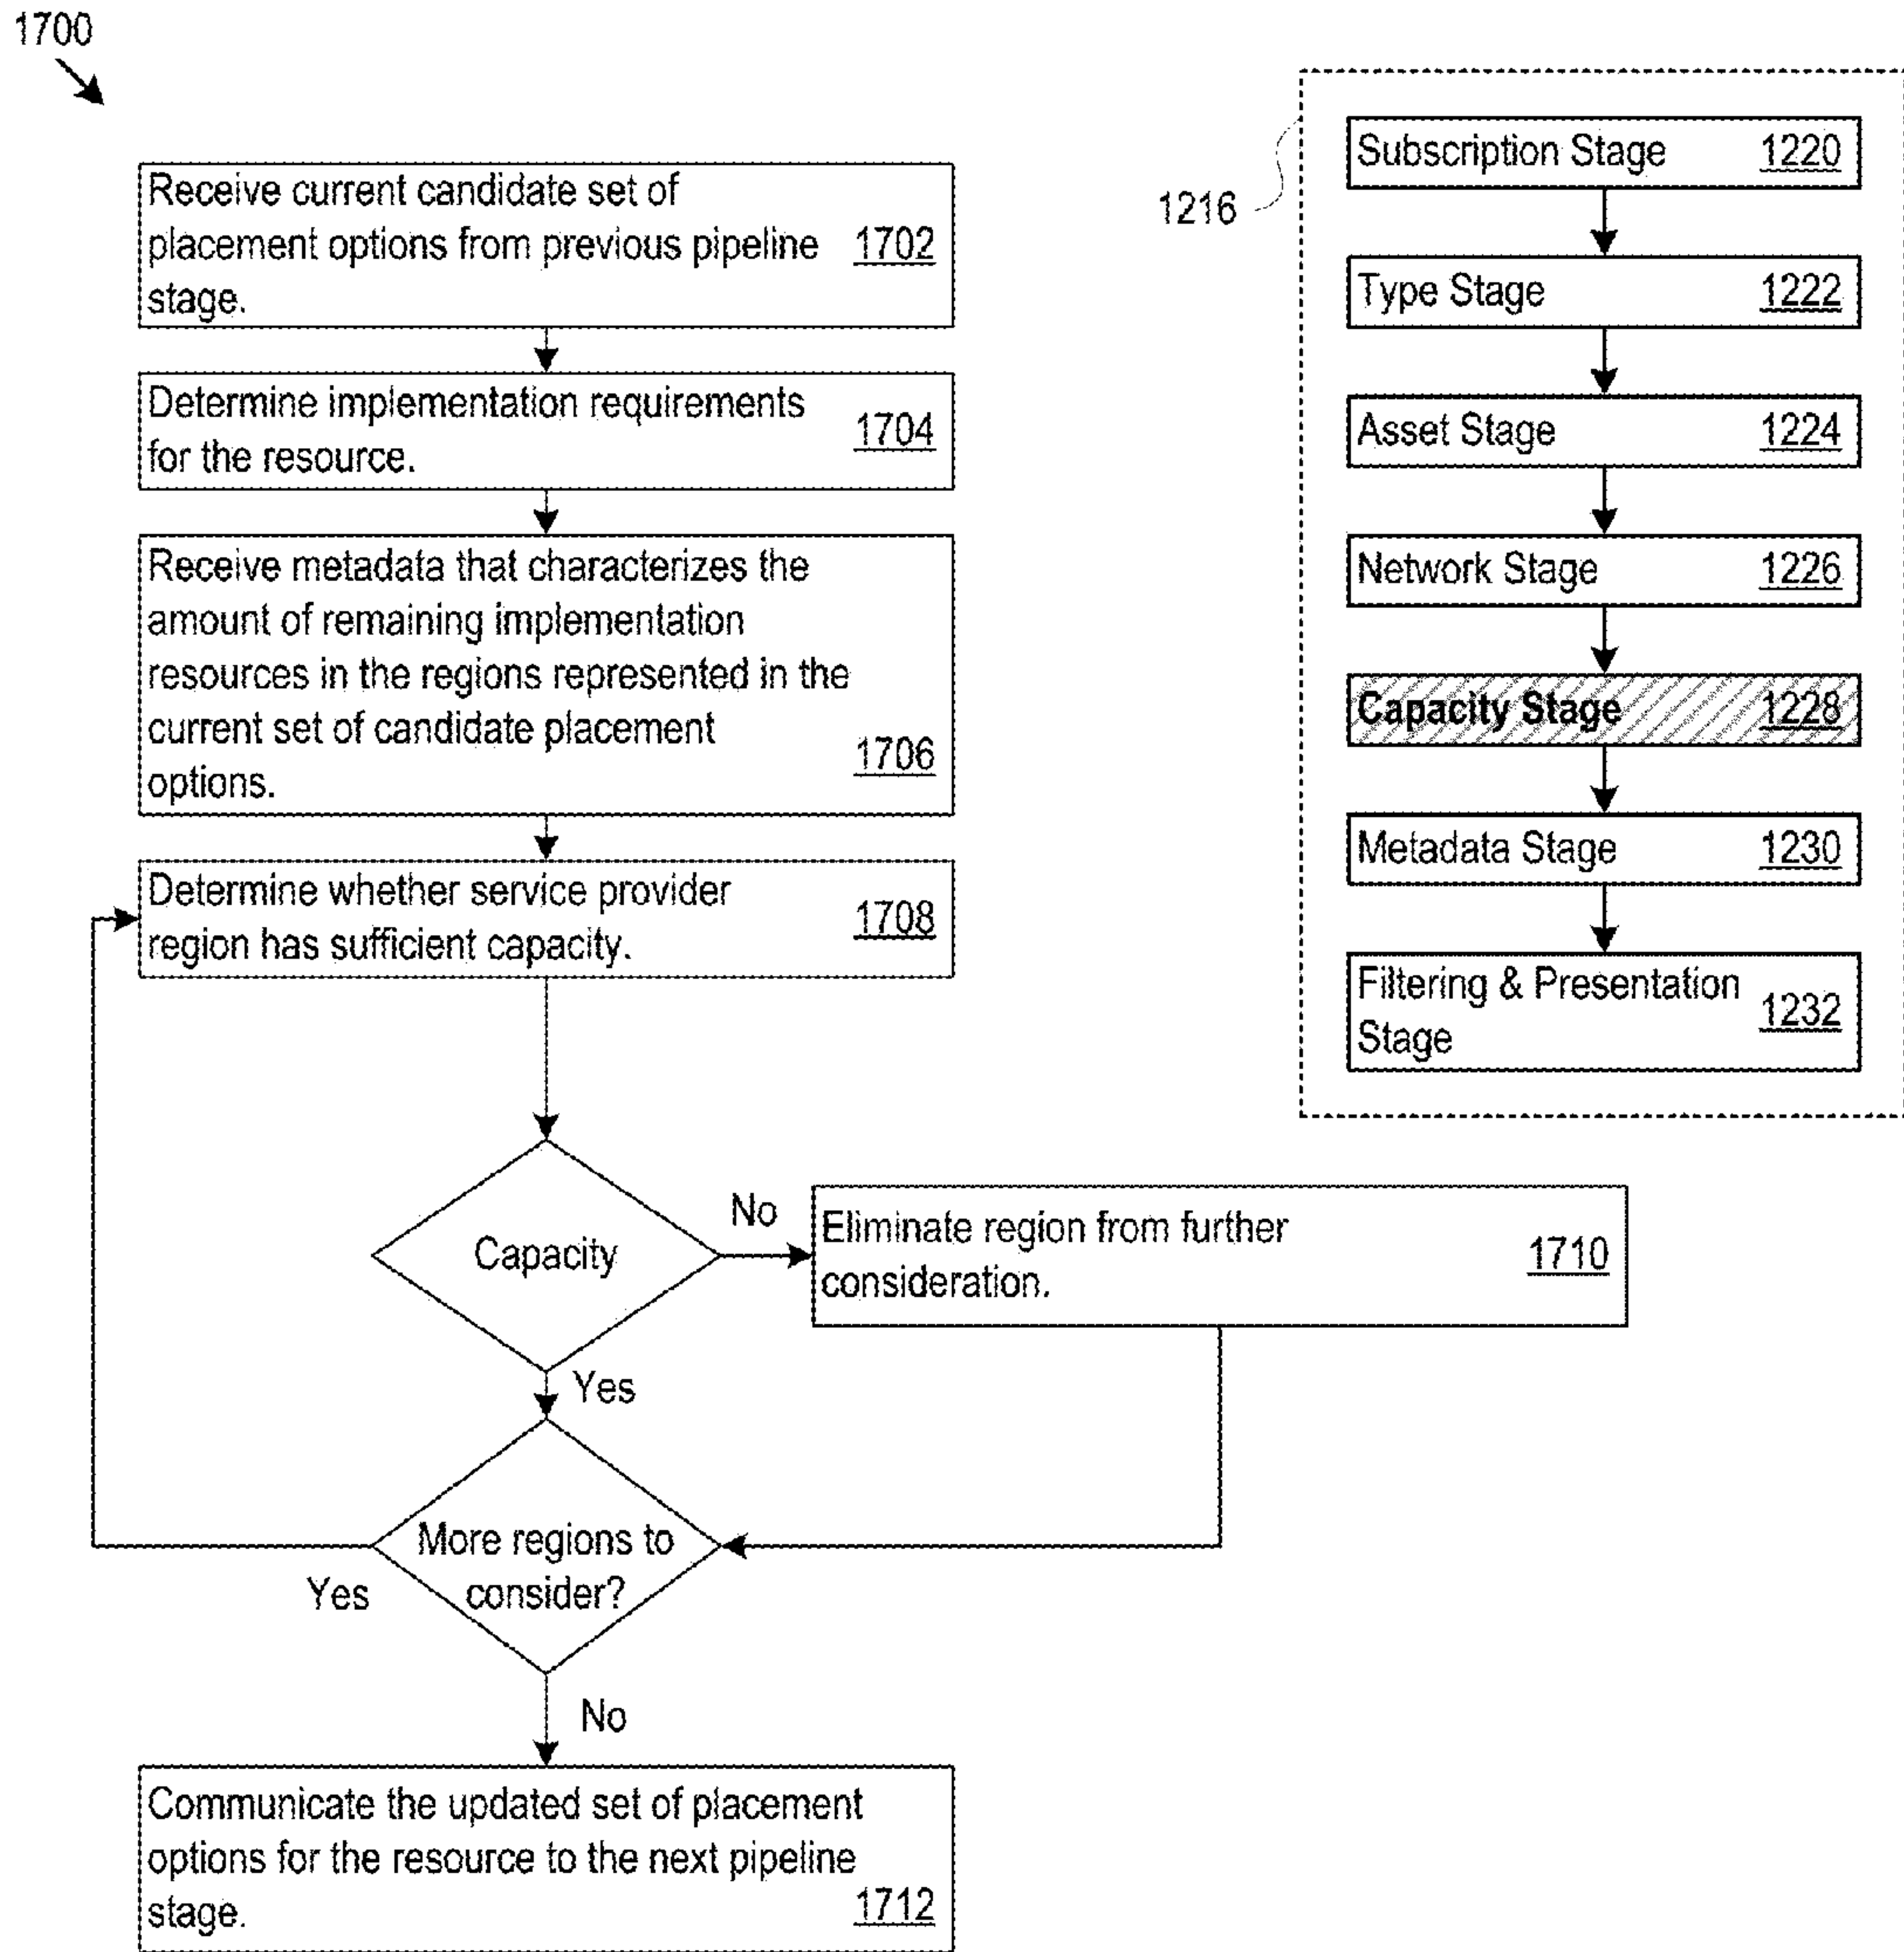 1700
Receive current candidate set of
placement options from previous pipeline 1702
stage.
Determine implementation requirements
for the resource. 1704
Receive metadata that characterizes the
amount of remaining implementation
resources in the regions represented in the
current set of candidate placement
options. 1706
Determine whether service provider
region has sufficient capacity. 1708
Capacity
No
Eliminate region from further
consideration. 1710
Yes
More regions to
consider?
Yes
No
Communicate the updated set of placement
options for the resource to the next pipeline
stage. 1712
1216
Subscription Stage 1220
Type Stage 1222
Asset Stage 1224
Network Stage 1226
Capacity Stage 1228
Metadata Stage 1230
Filtering & Presentation
Stage 1232